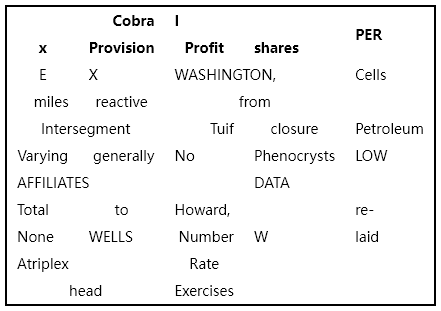 Cobra I
PER
x Provision Profit shares
E X WASHINGTON, Cells
miles reactive from
Intersegment Tuif closure Petroleum
Varying generally No Phenocrysts LOW
AFFILIATES DATA
Total to Howard, re-
None WELLS Number W laid
Atriplex Rate
head Exercises